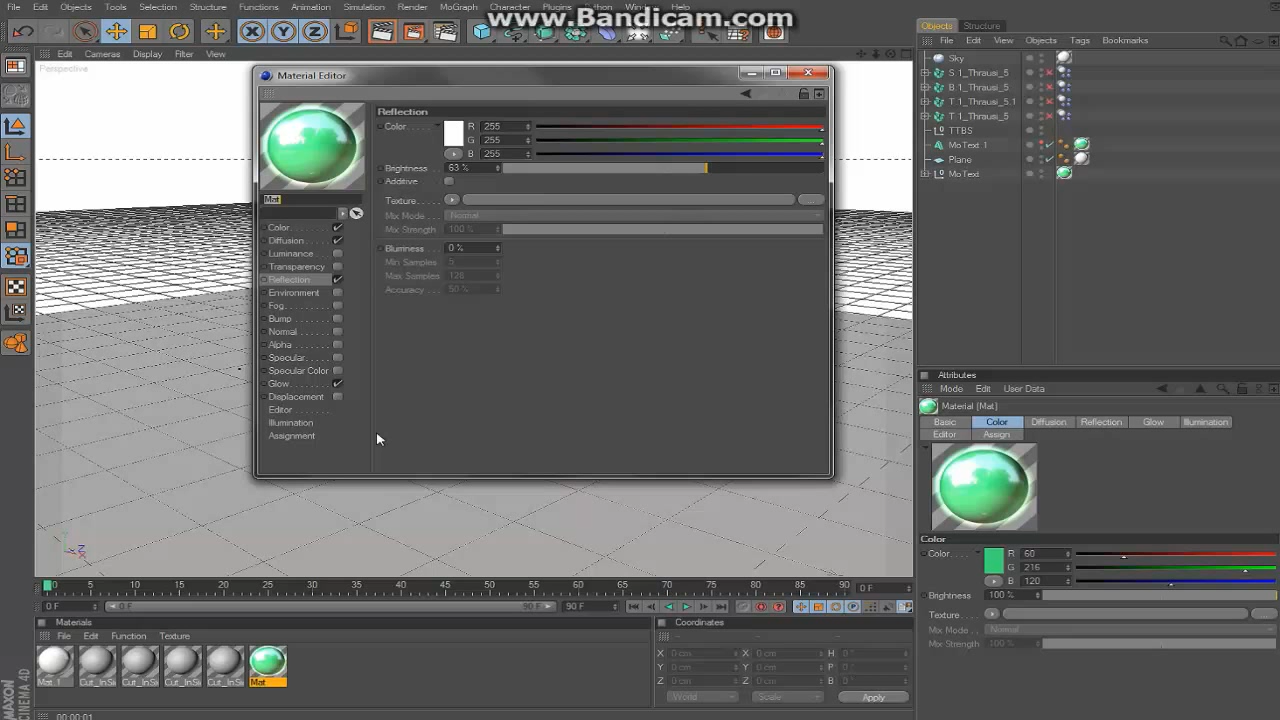 www.Bandicam.com
File Edit Objects Tools Selection Structure Functions Animation Simulation Render MoGraph Character Plugins Python Window Help
Edit Cameras Display Filter View
Perspective
Material Editor
Mat
Color
Diffusion
Luminance
Transparency
Reflection
Environment
Fog
Bump
Normal
Alpha
Specular
Specular Color
Glow
Displacement
Editor
Illumination
Assignment
Reflection
Color R 255
G 255
B 255
Brightness 63 %
Additive
Texture ...
Mix Mode Normal
Mix Strength 100 %
Blurriness 0 %
Min Samples 5
Max Samples 128
Accuracy 50 %
Objects Structure
File Edit View Objects Tags Bookmarks
Sky
S 1_Thrausi_5
B 1_Thrausi_5
T 1_Thrausi_5.1
T 1_Thrausi_5
TTBS
MoText 1
Plane
MoText
Attributes
Mode Edit User Data
Material [Mat]
Basic Color Diffusion Reflection Glow Illumination
Editor Assign
Color
Color R 60
G 216
B 120
Brightness 100 %
Texture
Mix Mode Normal
Mix Strength 100 %
0 5 10 15 20 25 30 35 40 45 50 55 60 65 70 75 80 85 90 0 F
0 F 0 F 90 F 90 F
Materials
File Edit Function Texture
Mat.1 Cut_InSi Cut_InSi Cut_InSi Cut_InSi Mat
Coordinates
X 0 cm X 0 cm H 0 °
Y 0 cm Y 0 cm P 0 °
Z 0 cm Z 0 cm B 0 °
World Scale Apply
MAXON
CINEMA 4D
00:00:01